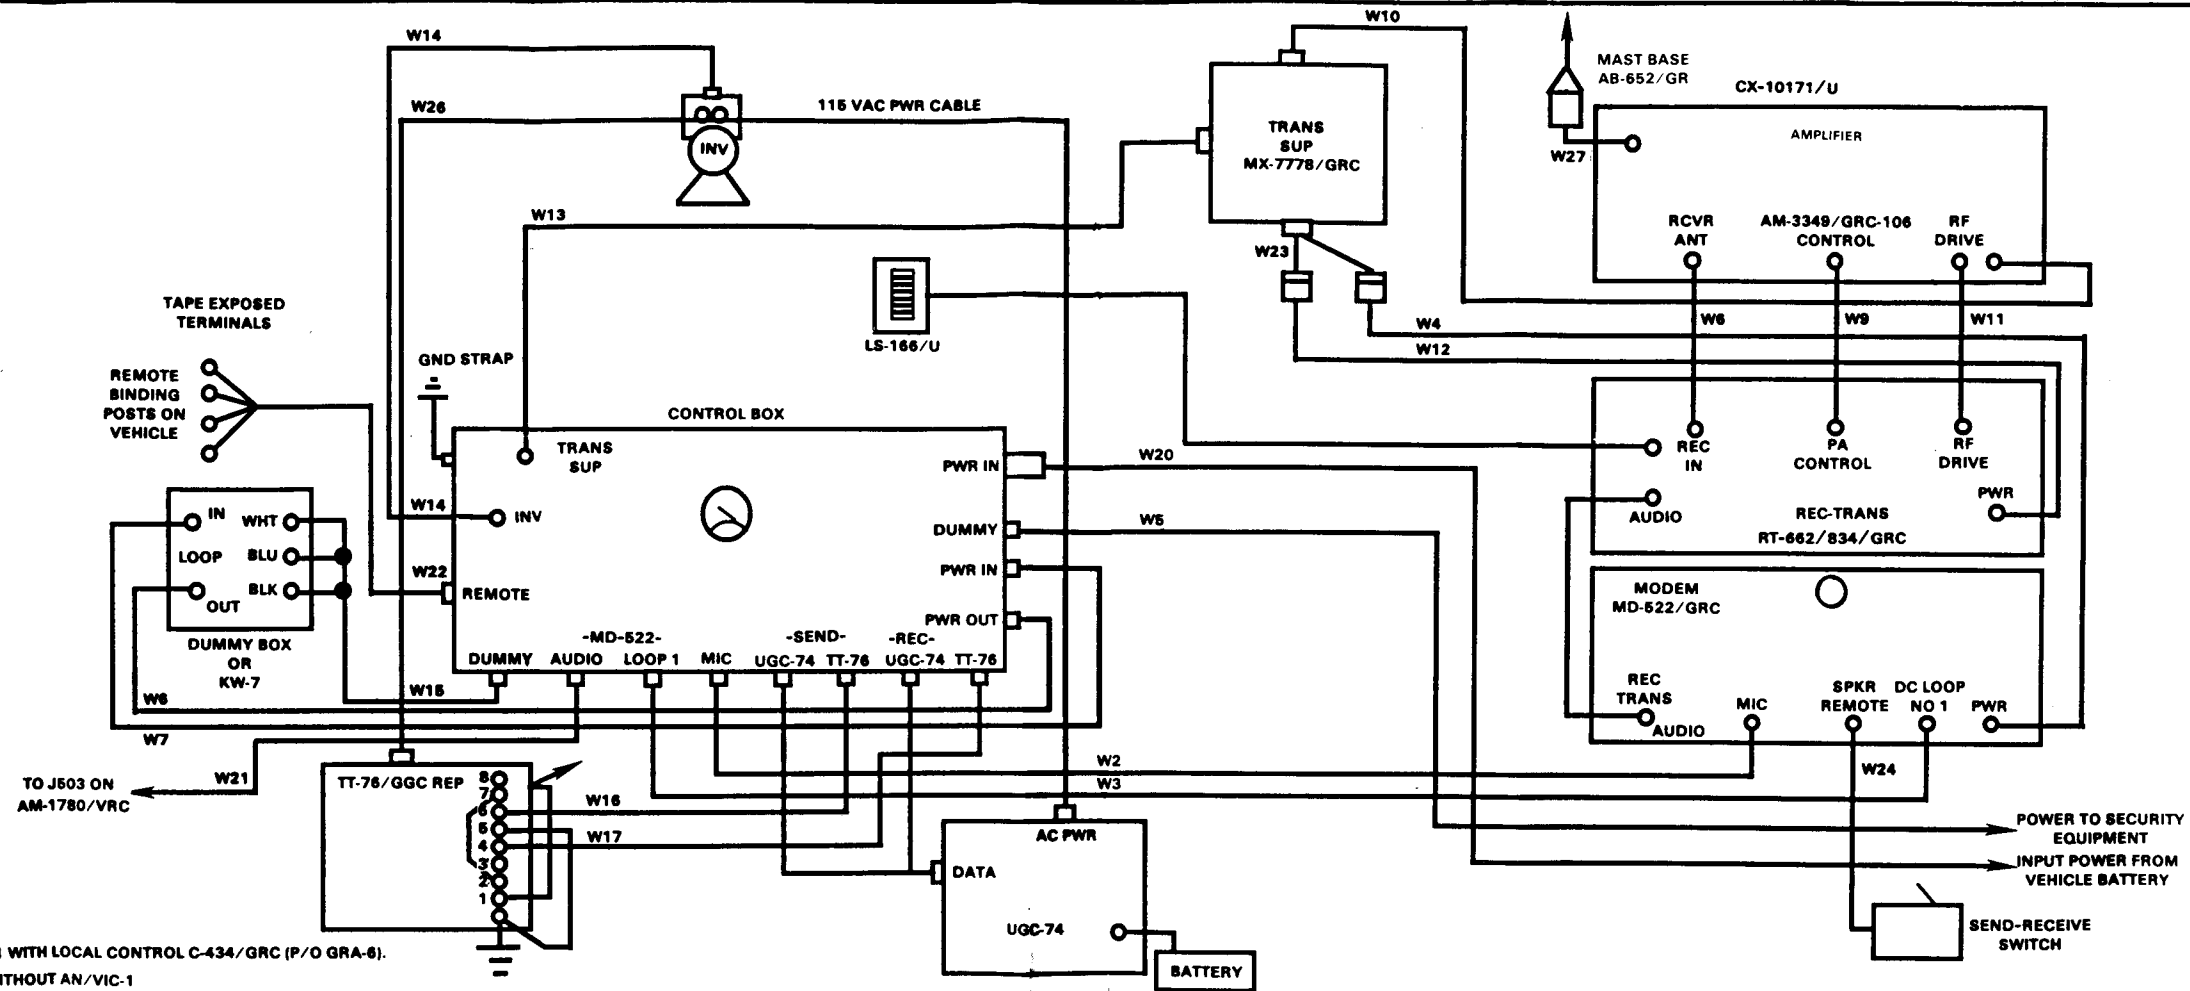 W10
W14
MAST BASE
AB-652/GR
CX-10171/U
W26
115 VAC PWR CABLE
INV
TRANS
SUP
MX-7778/GRC
AMPLIFIER
W27
W13
RCVR
ANT
AM-3349/GRC-106
CONTROL
RF
DRIVE
W23
TAPE EXPOSED
TERMINALS
LS-166/U
W4
W6
W9
W11
W12
GND STRAP
REMOTE
BINDING
POSTS ON
VEHICLE
CONTROL BOX
TRANS
SUP
PWR IN
W20
REC
IN
PA
CONTROL
RF
DRIVE
PWR
AUDIO
REC-TRANS
RT-662/834/GRC
W14
INV
IN
WHT
LOOP
BLU
BLK
OUT
DUMMY BOX
OR
KW-7
DUMMY
W5
PWR IN
W22
REMOTE
PWR OUT
MODEM
MD-522/GRC
-MD-522-
-SEND-
-REC-
DUMMY
AUDIO
LOOP 1
MIC
UGC-74
TT-76
UGC-74
TT-76
W15
W6
W7
REC
TRANS
AUDIO
MIC
SPKR
REMOTE
DC LOOP
NO 1
PWR
TO J503 ON
AM-1780/VRC
W21
TT-76/GGC REP
8
7
6
5
4
3
2
1
W16
W17
W2
W3
W24
AC PWR
DATA
UGC-74
BATTERY
POWER TO SECURITY
EQUIPMENT
INPUT POWER FROM
VEHICLE BATTERY
SEND-RECEIVE
SWITCH
WITH LOCAL CONTROL C-434/GRC (P/O GRA-6).
ITHOUT AN/VIC-1